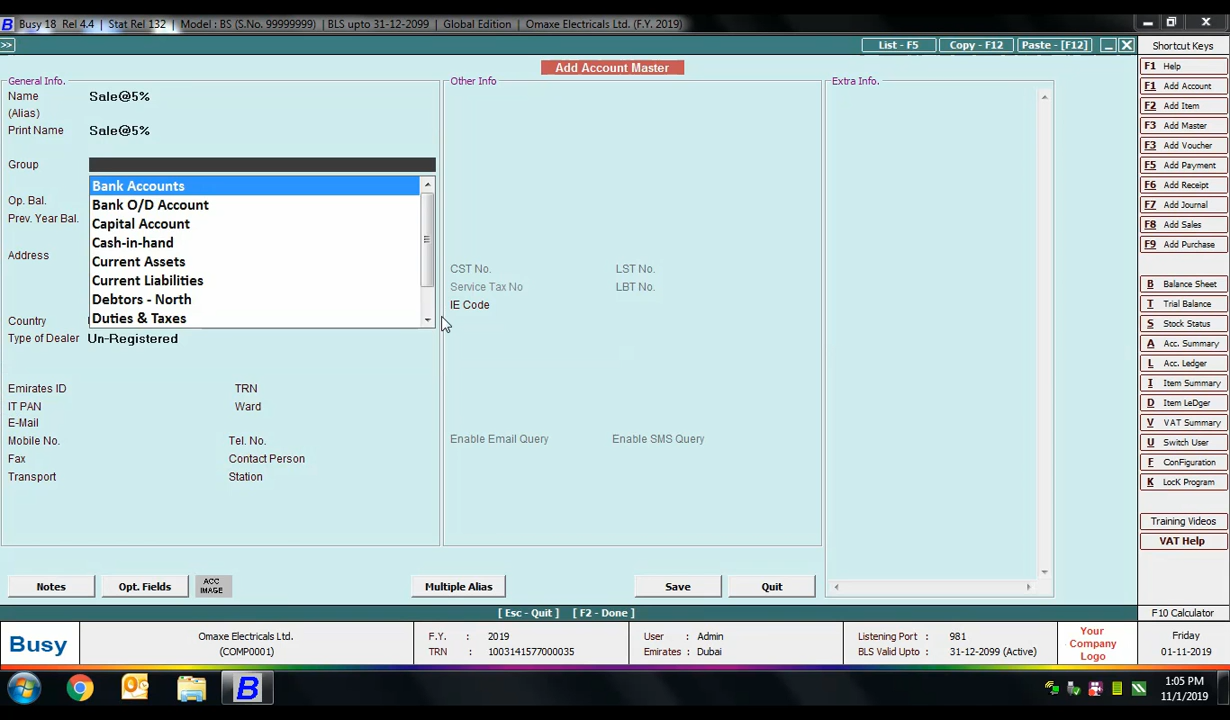 Busy 18 Rel 4.4 | Stat Rel 132 | Model : BS (S.No. 99999999) | BLS upto 31-12-2099 | Global Edition | Omaxe Electricals Ltd. (F.Y. 2019)
>> List - F5 Copy - F12 Paste - [F12] Shortcut Keys
Add Account Master
General Info. Other Info Extra Info.
Name Sale@5%
(Alias)
Print Name Sale@5%
Group
Bank Accounts
Bank O/D Account
Capital Account
Cash-in-hand
Current Assets
Current Liabilities
Debtors - North
Duties & Taxes
Op. Bal.
Prev. Year Bal.
Address
Country
Type of Dealer Un-Registered
Emirates ID TRN
IT PAN Ward
E-Mail
Mobile No. Tel. No.
Fax Contact Person
Transport Station
CST No. LST No.
Service Tax No LBT No.
IE Code
Enable Email Query Enable SMS Query
F1 Help
F1 Add Account
F2 Add Item
F3 Add Master
F3 Add Voucher
F5 Add Payment
F6 Add Receipt
F7 Add Journal
F8 Add Sales
F9 Add Purchase
B Balance Sheet
T Trial Balance
S Stock Status
A Acc. Summary
L Acc. Ledger
I Item Summary
D Item LeDger
V VAT Summary
U Switch User
F ConFiguration
K LocK Program
Training Videos
VAT Help
Notes Opt. Fields ACC IMAGE Multiple Alias Save Quit
[ Esc - Quit ] [ F2 - Done ] F10 Calculator
Busy
Omaxe Electricals Ltd.
(COMP0001)
F.Y. : 2019
TRN : 1003141577000035
User : Admin
Emirates : Dubai
Listening Port : 981
BLS Valid Upto : 31-12-2099 (Active)
Your
Company
Logo
Friday
01-11-2019
B
1:05 PM
11/1/2019